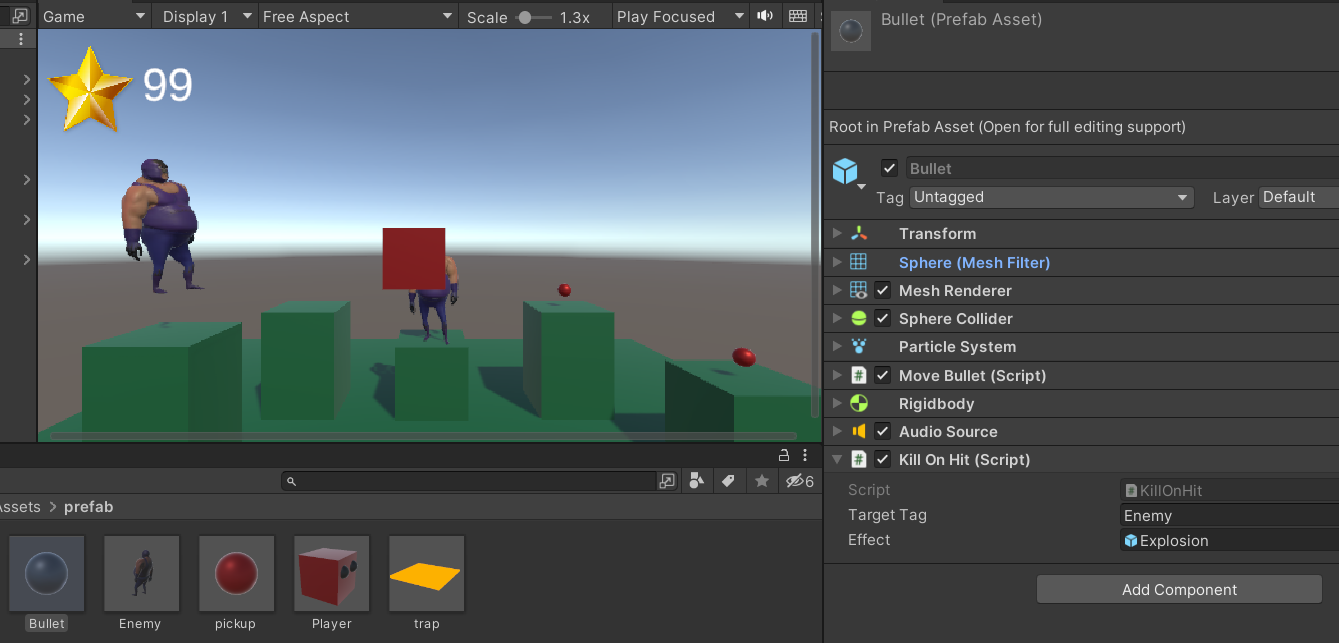 Game Display 1 Free Aspect Scale 1.3x Play Focused
99
6
Assets > prefab
Bullet Enemy pickup Player trap
Bullet (Prefab Asset)
Root in Prefab Asset (Open for full editing support)
Bullet
Tag Untagged Layer Default
Transform
Sphere (Mesh Filter)
Mesh Renderer
Sphere Collider
Particle System
# Move Bullet (Script)
Rigidbody
Audio Source
# Kill On Hit (Script)
Script # KillOnHit
Target Tag Enemy
Effect Explosion
Add Component